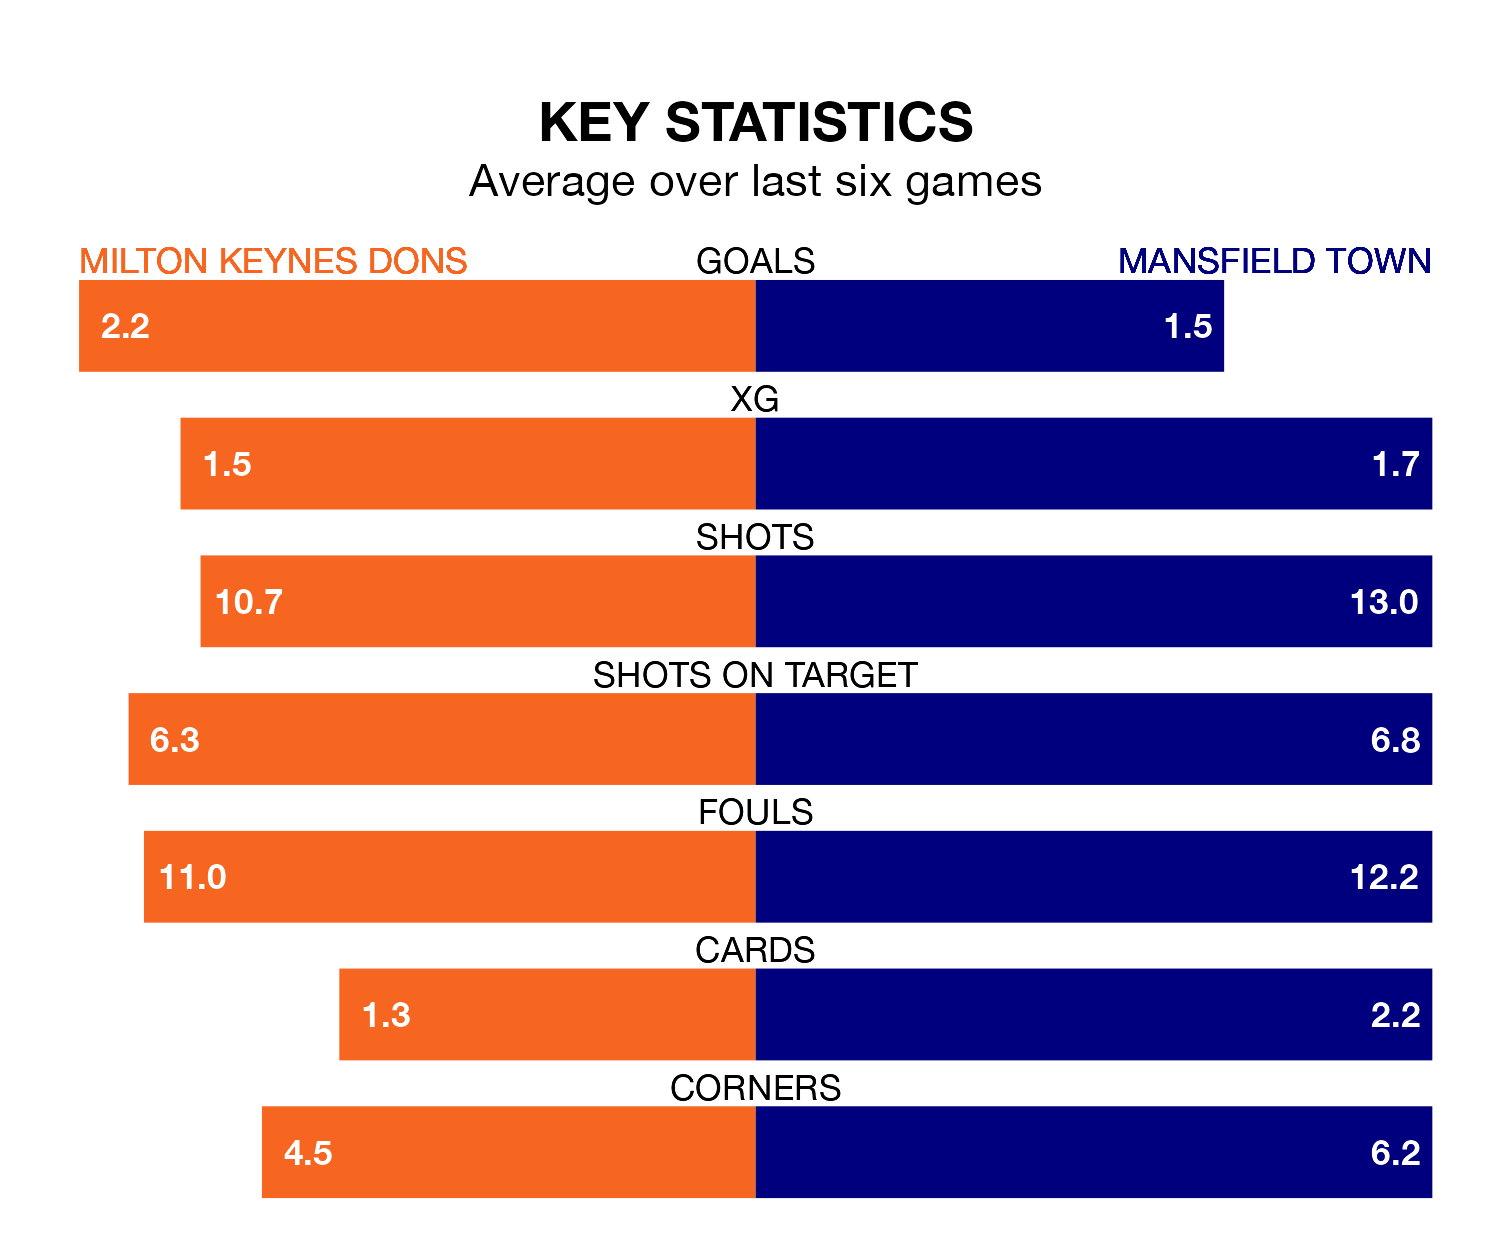 KEY STATISTICS
Average over last six games
MILTON KEYNES DONS GOALS MANSFIELD TOWN
2.2 1.5
XG
1.5 1.7
SHOTS
10.7 13.0
SHOTS ON TARGET
6.3 6.8
FOULS
11.0 12.2
CARDS
1.3 2.2
CORNERS
4.5 6.2